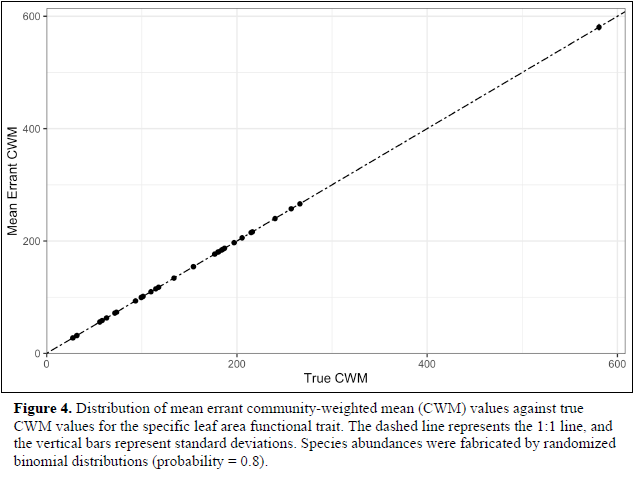 600
400
200
0
Mean Errant CWM
0 200 400 600
True CWM
Figure 4. Distribution of mean errant community-weighted mean (CWM) values against true
CWM values for the specific leaf area functional trait. The dashed line represents the 1:1 line, and
the vertical bars represent standard deviations. Species abundances were fabricated by randomized
binomial distributions (probability = 0.8).